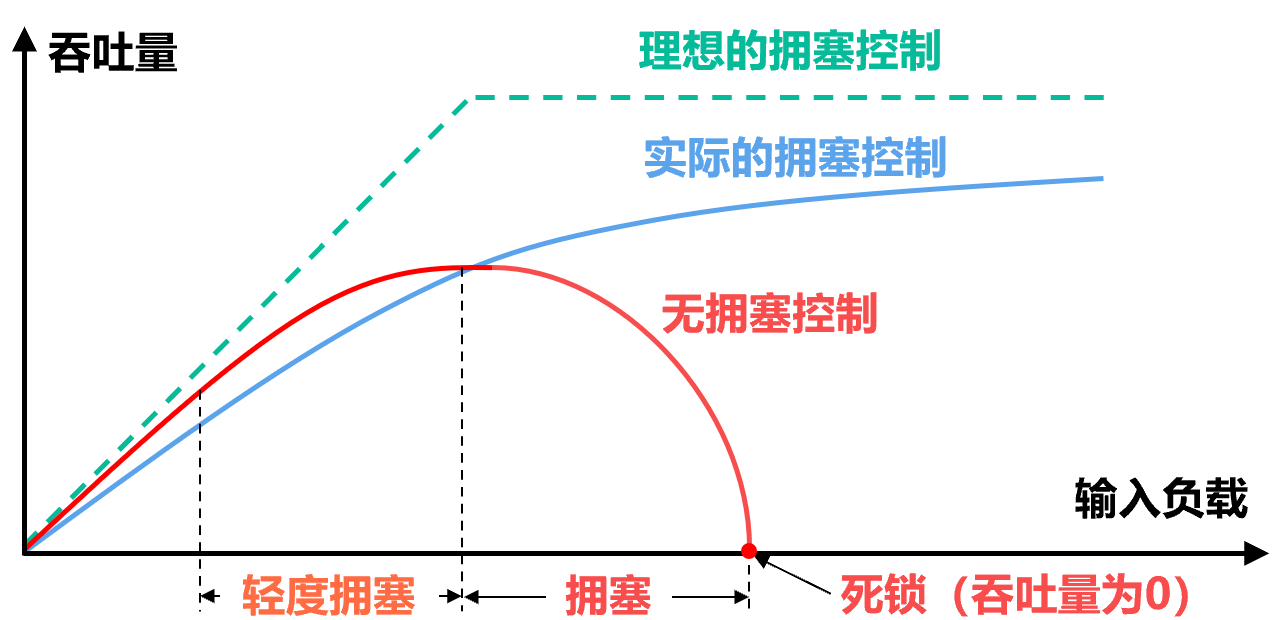 吞吐量
理想的拥塞控制
实际的拥塞控制
无拥塞控制
输入负载
轻度拥塞
拥塞
死锁（吞吐量为0）